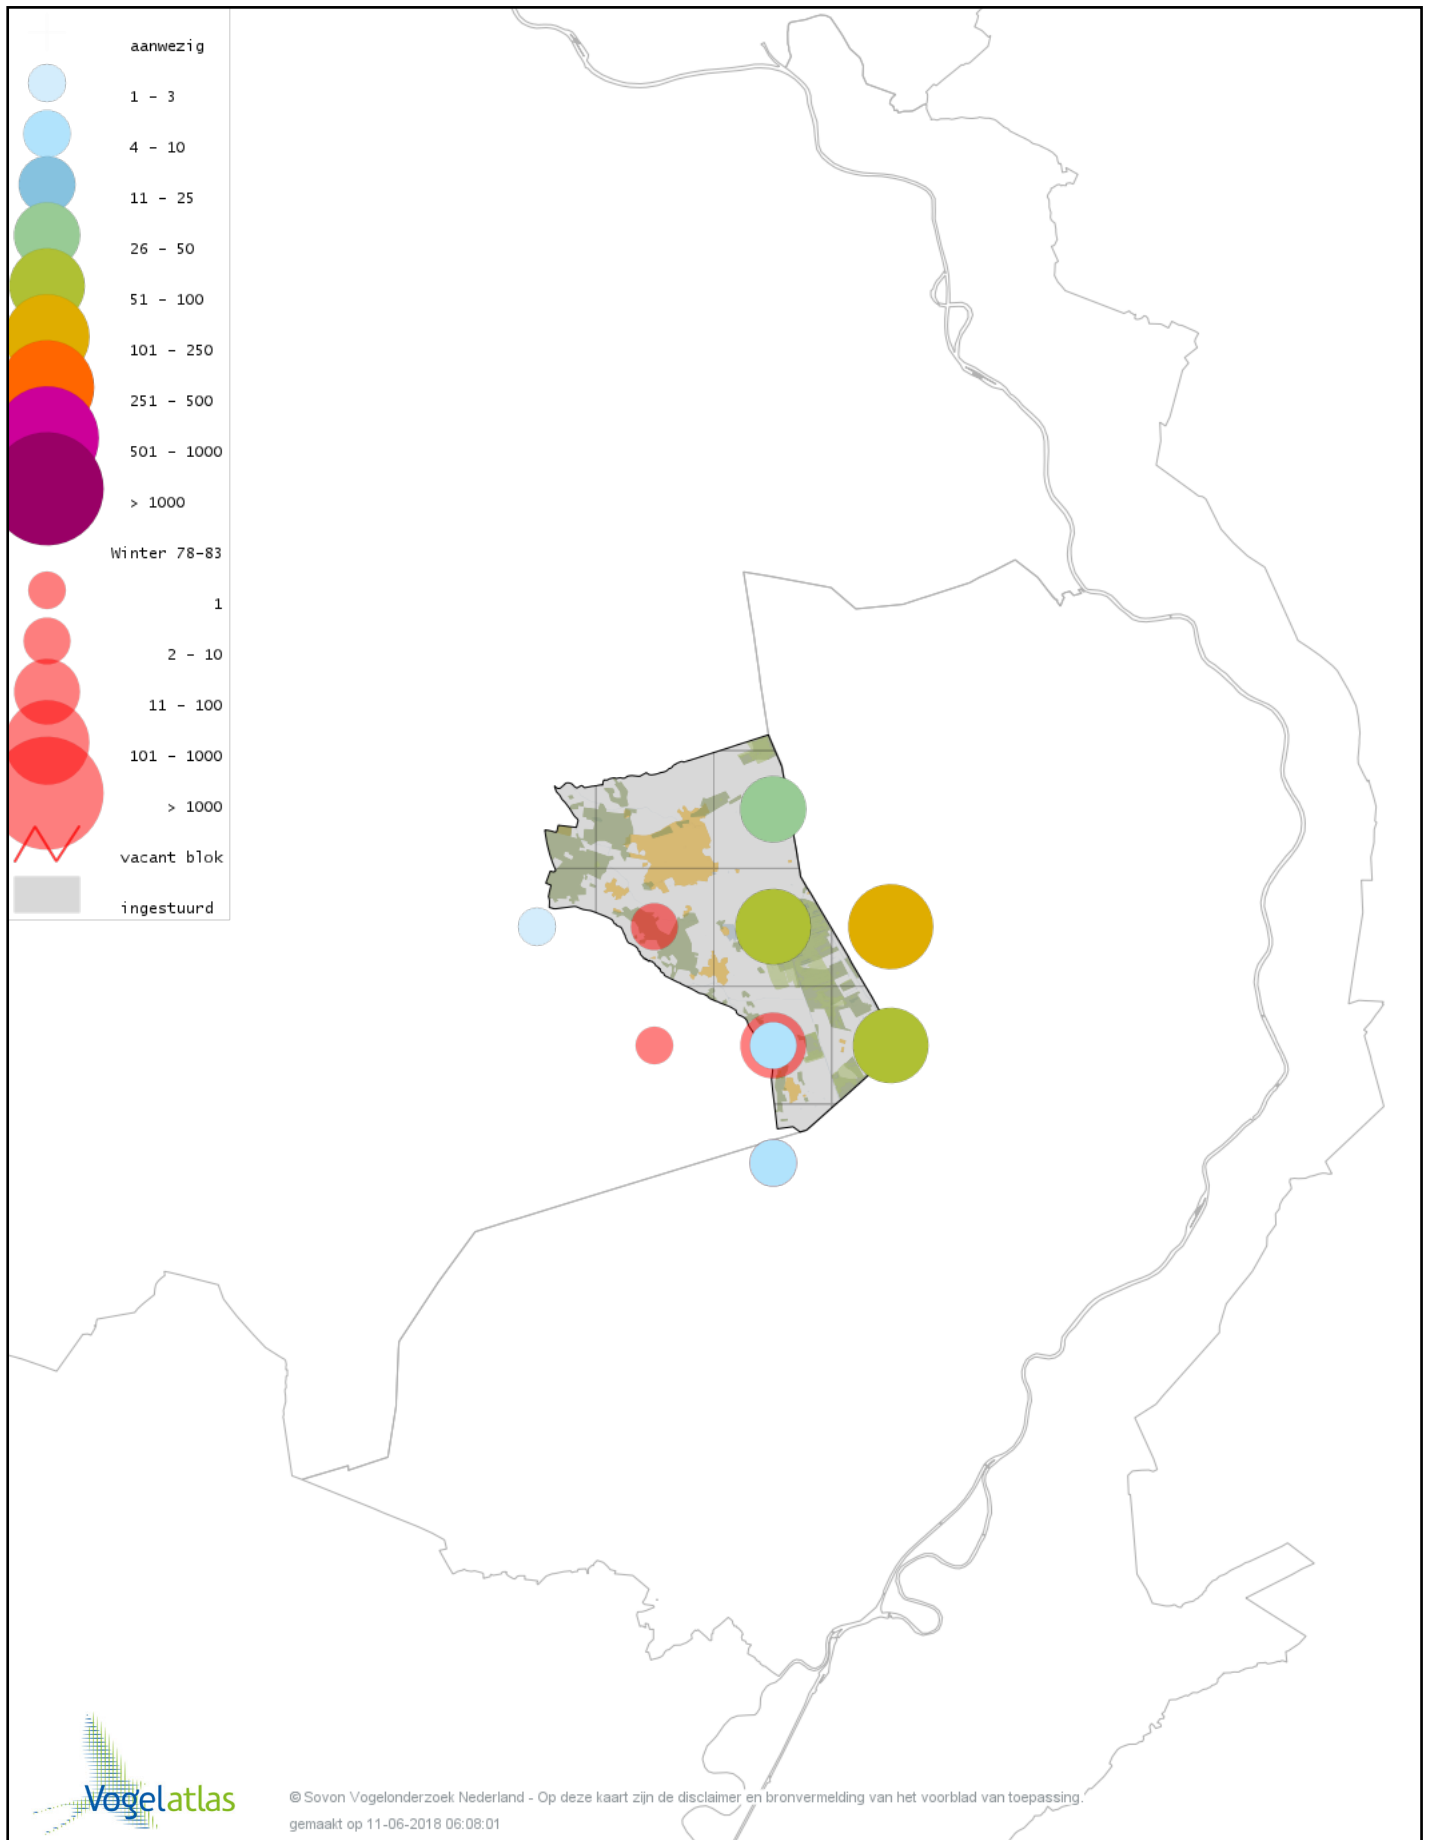 aanwezig
1 - 3
4 - 10
11 - 25
26 - 50
51 - 100
101 - 250
251 - 500
501 - 1000
> 1000
Winter 78-83
1
2 - 10
11 - 100
101 - 1000
> 1000
vacant blok
ingestuurd
Vogelatlas
© Sovon Vogelonderzoek Nederland - Op deze kaart zijn de disclaimer en bronvermelding van het voorblad van toepassing.
gemaakt op 11-06-2018 06:08:01